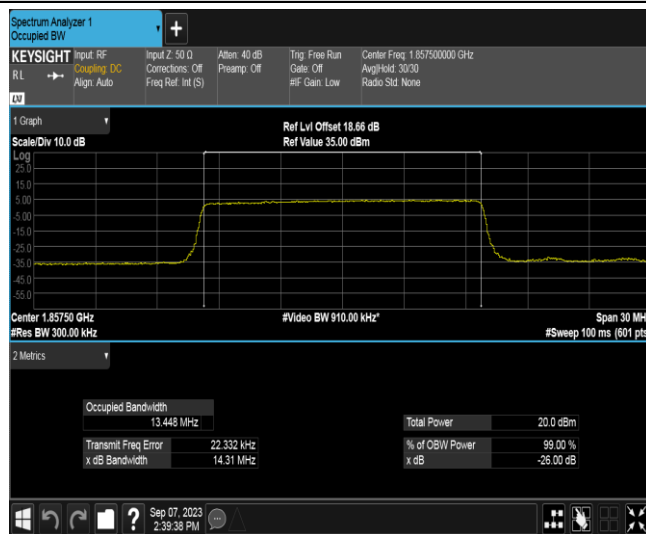 Spectrum Analyzer 1
Occupied BW
+
KEYSIGHT Input: RF Input Z: 50 Ω Atten: 40 dB Trig: Free Run Center Freq: 1.857500000 GHz
RL Coupling: DC Corrections: Off Preamp: Off Gate: Off Avg|Hold: 30/30
Align: Auto Freq Ref: Int (S) #IF Gain: Low Radio Std: None
LXI
1 Graph Ref Lvl Offset 18.66 dB
Scale/Div 10.0 dB Ref Value 35.00 dBm
Log
25.0
15.0
5.00
-5.00
-15.0
-25.0
-35.0
-45.0
-55.0
Center 1.85750 GHz #Video BW 910.00 kHz* Span 30 MH
#Res BW 300.00 kHz #Sweep 100 ms (601 pts
2 Metrics
Occupied Bandwidth
13.448 MHz Total Power 20.0 dBm
Transmit Freq Error 22.332 kHz % of OBW Power 99.00 %
x dB Bandwidth 14.31 MHz x dB -26.00 dB
? Sep 07, 2023
2:39:38 PM